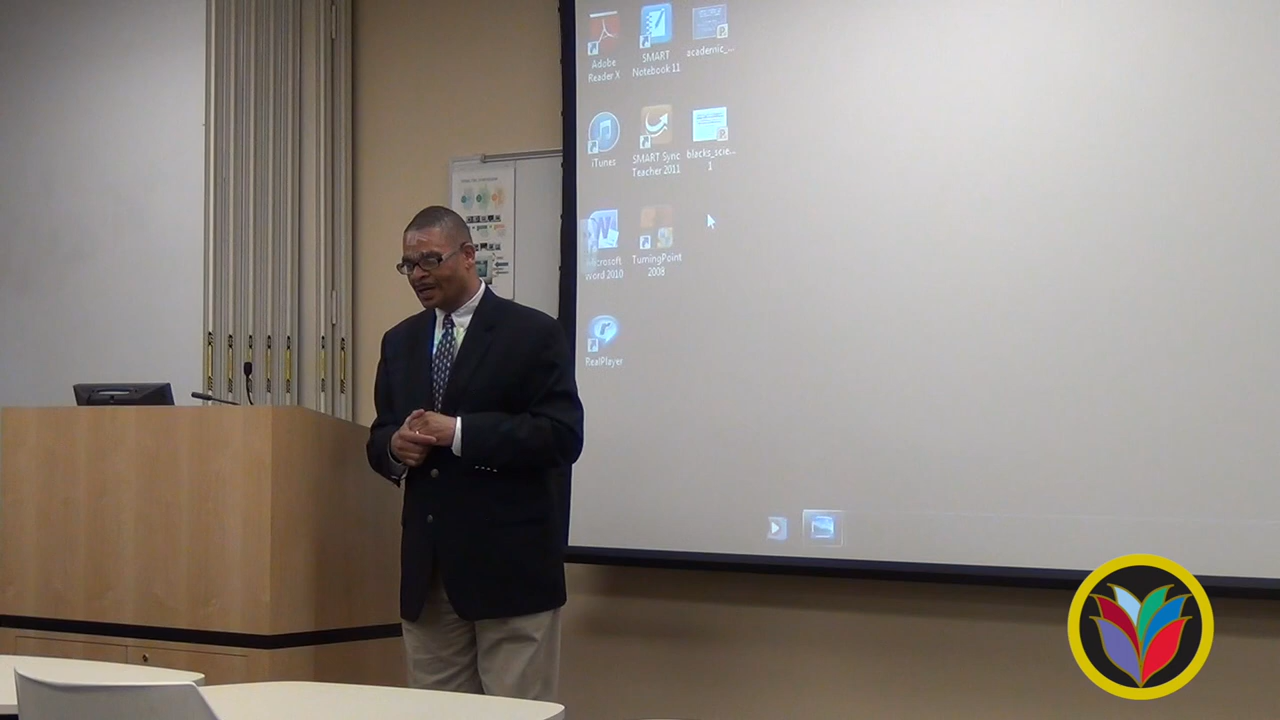 Adobe
Reader X
SMART
Notebook 11
academic_...
iTunes
SMART Sync
Teacher 2011
blacks_scie...
1
Microsoft
Word 2010
TurningPoint
2008
RealPlayer